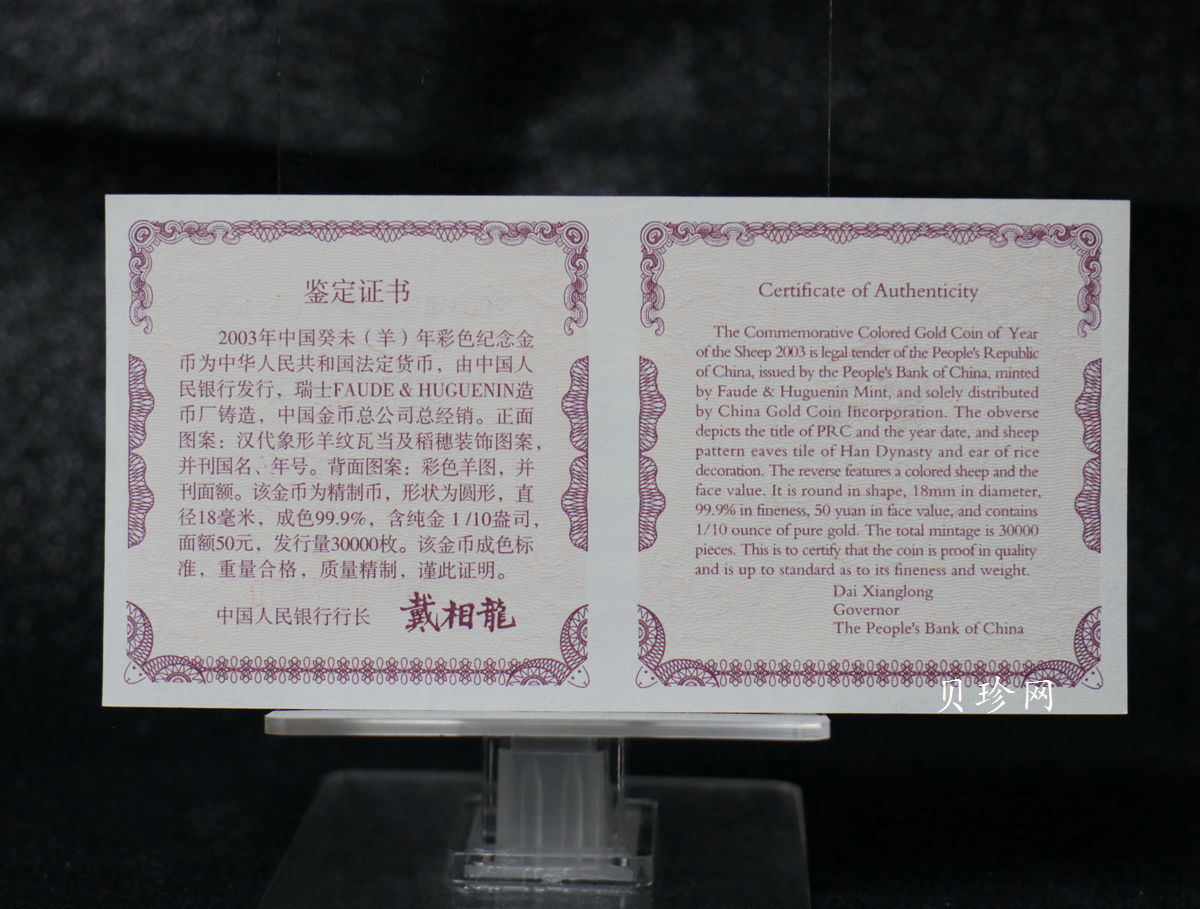 鉴定证书
2003年中国癸未（羊）年彩色纪念金
币为中华人民共和国法定货币，由中国人
民银行发行，瑞士FAUDE & HUGUENIN造
币厂铸造，中国金币总公司总经销。正面
图案：汉代象形羊纹瓦当及稻穗装饰图案，
并刊国名、年号。背面图案：彩色羊图，并
刊面额。该金币为精制币，形状为圆形，直
径18毫米，成色99.9%，含纯金 1 /10盎司，
面额50元，发行量30000枚。该金币成色标
准，重量合格，质量精制，谨此证明。
中国人民银行行长 戴相龍
Certificate of Authenticity
The Commemorative Colored Gold Coin of Year
of the Sheep 2003 is legal tender of the People's Republic
of China, issued by the People's Bank of China, minted
by Faude & Huguenin Mint, and solely distributed
by China Gold Coin Incorporation. The obverse
depicts the title of PRC and the year date, and sheep
pattern eaves tile of Han Dynasty and ear of rice
decoration. The reverse features a colored sheep and the
face value. It is round in shape, 18mm in diameter,
99.9% in fineness, 50 yuan in face value, and contains
1/10 ounce of pure gold. The total mintage is 30000
pieces. This is to certify that the coin is proof in quality
and is up to standard as to its fineness and weight.
Dai Xianglong
Governor
The People's Bank of China
贝珍网